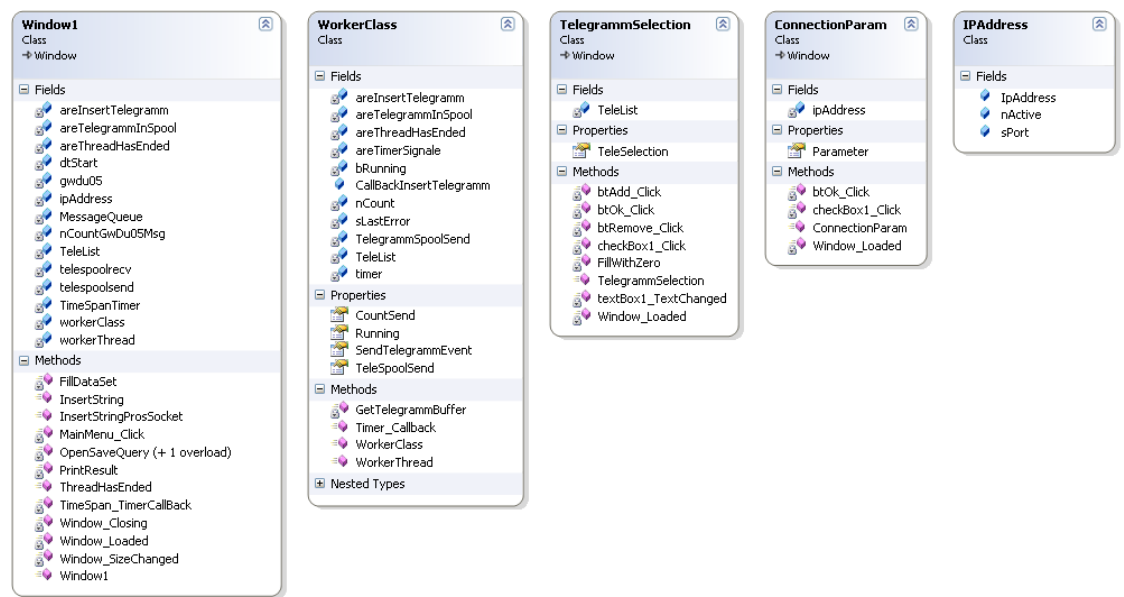 Window1
Class
Window
Fields
areInsertTelegramm
areTelegrammInSpool
areThreadHasEnded
dtStart
gwdu05
ipAddress
MessageQueue
nCountGwDu05Msg
TeleList
telespoolrecv
telespoolsend
TimeSpanTimer
workerClass
workerThread
Methods
FillDataSet
InsertString
InsertStringProsSocket
MainMenu_Click
OpenSaveQuery (+ 1 overload)
PrintResult
ThreadHasEnded
TimeSpan_TimerCallBack
Window_Closing
Window_Loaded
Window_SizeChanged
Window1
WorkerClass
Class
Fields
areInsertTelegramm
areTelegrammInSpool
areThreadHasEnded
areTimerSignale
bRunning
CallBackInsertTelegramm
nCount
sLastError
TelegrammSpoolSend
TeleList
timer
Properties
CountSend
Running
SendTelegrammEvent
TeleSpoolSend
Methods
GetTelegrammBuffer
Timer_Callback
WorkerClass
WorkerThread
Nested Types
TelegrammSelection
Class
Window
Fields
TeleList
Properties
TeleSelection
Methods
btAdd_Click
btOk_Click
btRemove_Click
checkBox1_Click
FillWithZero
TelegrammSelection
textBox1_TextChanged
Window_Loaded
ConnectionParam
Class
Window
Fields
ipAddress
Properties
Parameter
Methods
btOk_Click
checkBox1_Click
ConnectionParam
Window_Loaded
IPAddress
Class
Fields
IpAddress
nActive
sPort